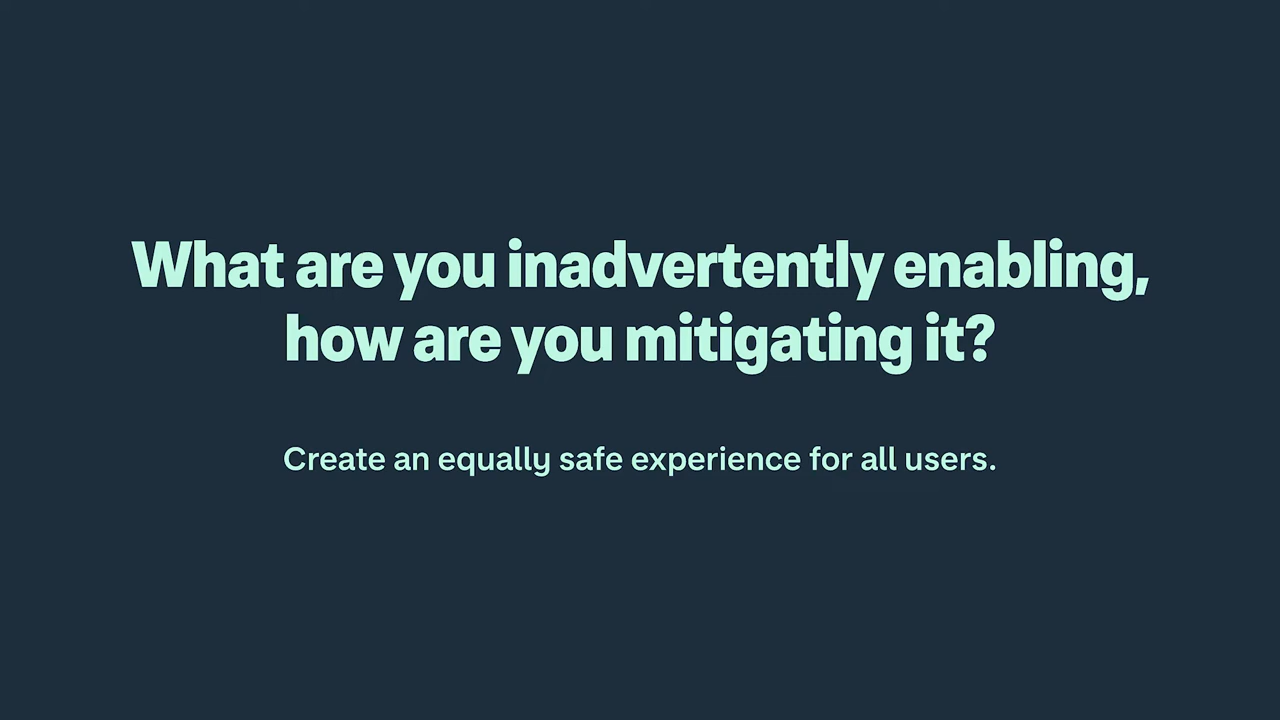 What are you inadvertently enabling,
how are you mitigating it?
Create an equally safe experience for all users.